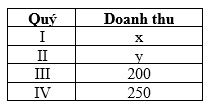 Quý Doanh thu
I x
II y
III 200
IV 250